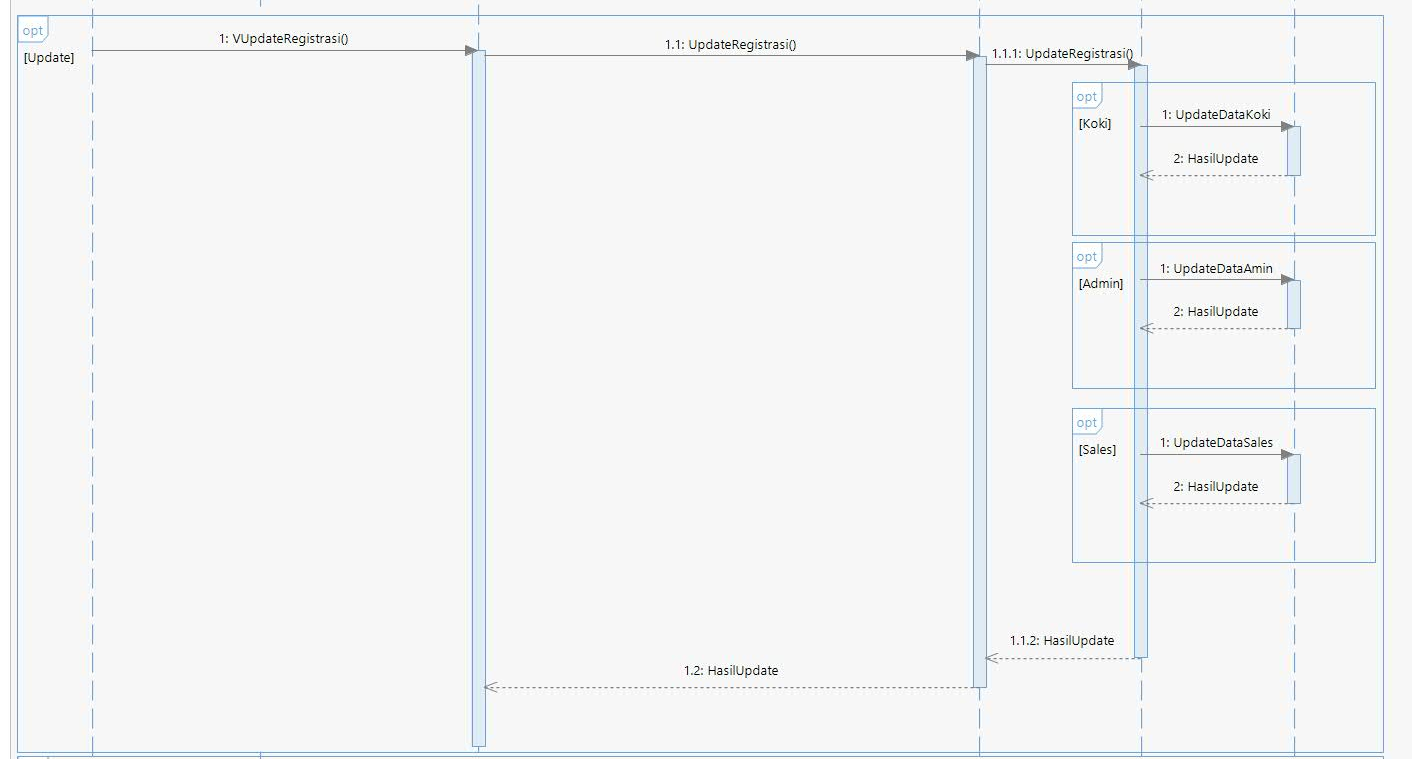 opt
[Update]
1: VUpdateRegistrasi()
1.1: UpdateRegistrasi()
1.1.1: UpdateRegistrasi()
opt
[Koki]
1: UpdateDataKoki
2: HasilUpdate
opt
[Admin]
1: UpdateDataAmin
2: HasilUpdate
opt
[Sales]
1: UpdateDataSales
2: HasilUpdate
1.1.2: HasilUpdate
1.2: HasilUpdate